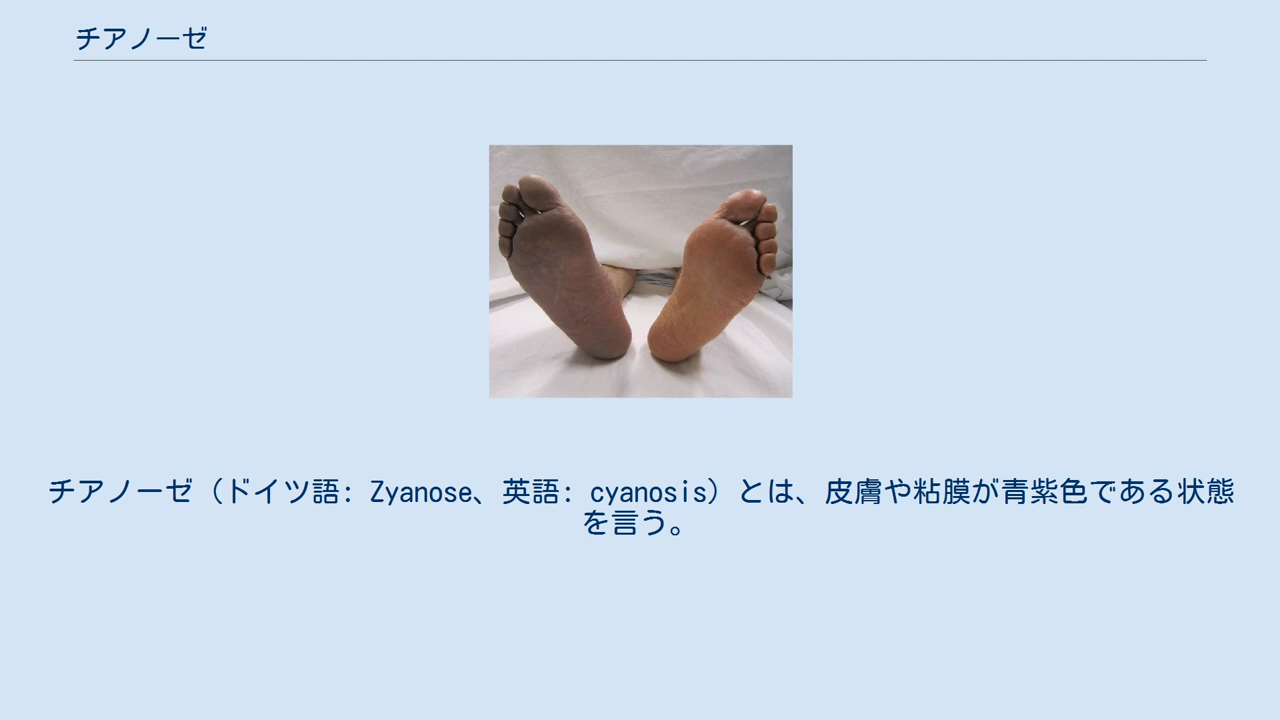 チアノーゼ
チアノーゼ（ドイツ語: Zyanose、英語: cyanosis）とは、皮膚や粘膜が青紫色である状態
を言う。